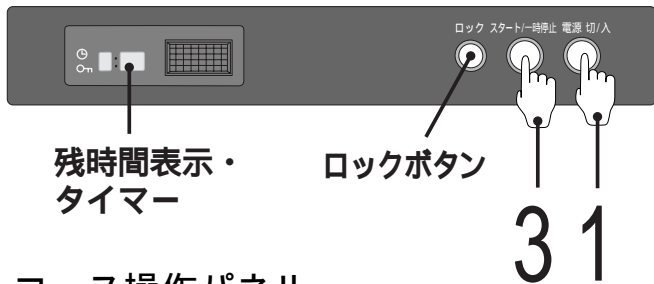 ロック スタート/一時停止 電源 切/入
残時間表示・
タイマー
ロックボタン
3 1